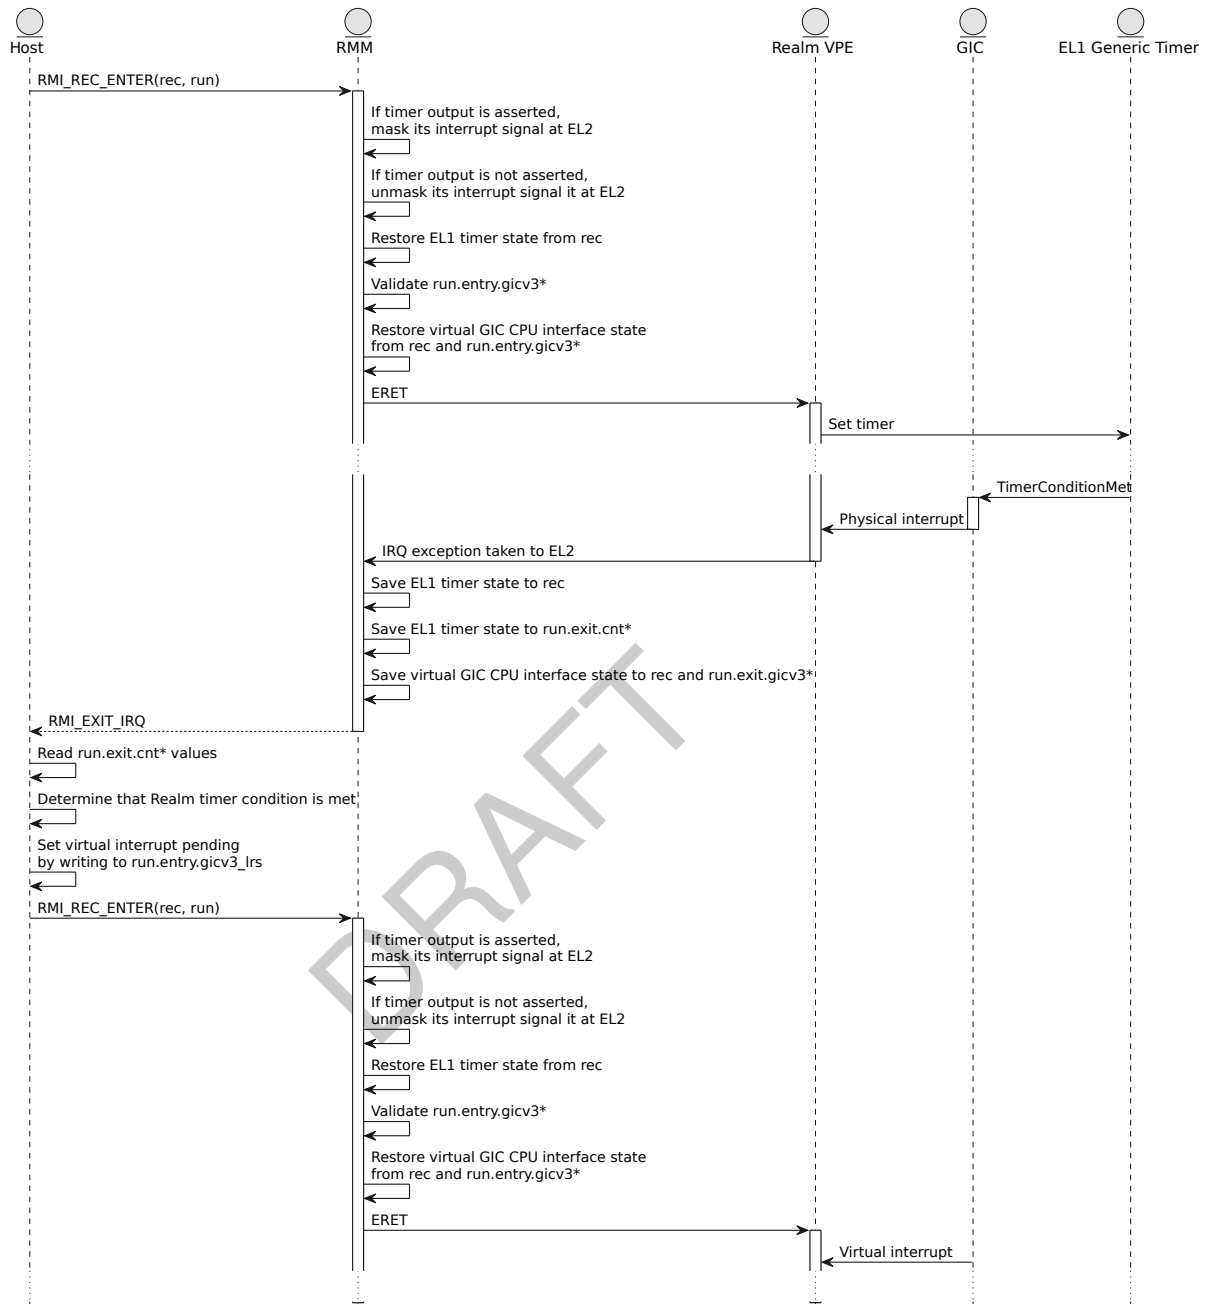 Host
RMM
Realm VPE
GIC
EL1 Generic Timer
RMI_REC_ENTER(rec, run)
If timer output is asserted,
mask its interrupt signal at EL2
If timer output is not asserted,
unmask its interrupt signal it at EL2
Restore EL1 timer state from rec
Validate run.entry.gicv3*
Restore virtual GIC CPU interface state
from rec and run.entry.gicv3*
ERET
Set timer
TimerConditionMet
Physical interrupt
IRQ exception taken to EL2
Save EL1 timer state to rec
Save EL1 timer state to run.exit.cnt*
Save virtual GIC CPU interface state to rec and run.exit.gicv3*
RMI_EXIT_IRQ
Read run.exit.cnt* values
Determine that Realm timer condition is met
Set virtual interrupt pending
by writing to run.entry.gicv3_lrs
RMI_REC_ENTER(rec, run)
If timer output is asserted,
mask its interrupt signal at EL2
If timer output is not asserted,
unmask its interrupt signal it at EL2
Restore EL1 timer state from rec
Validate run.entry.gicv3*
Restore virtual GIC CPU interface state
from rec and run.entry.gicv3*
ERET
Virtual interrupt
DRAFT